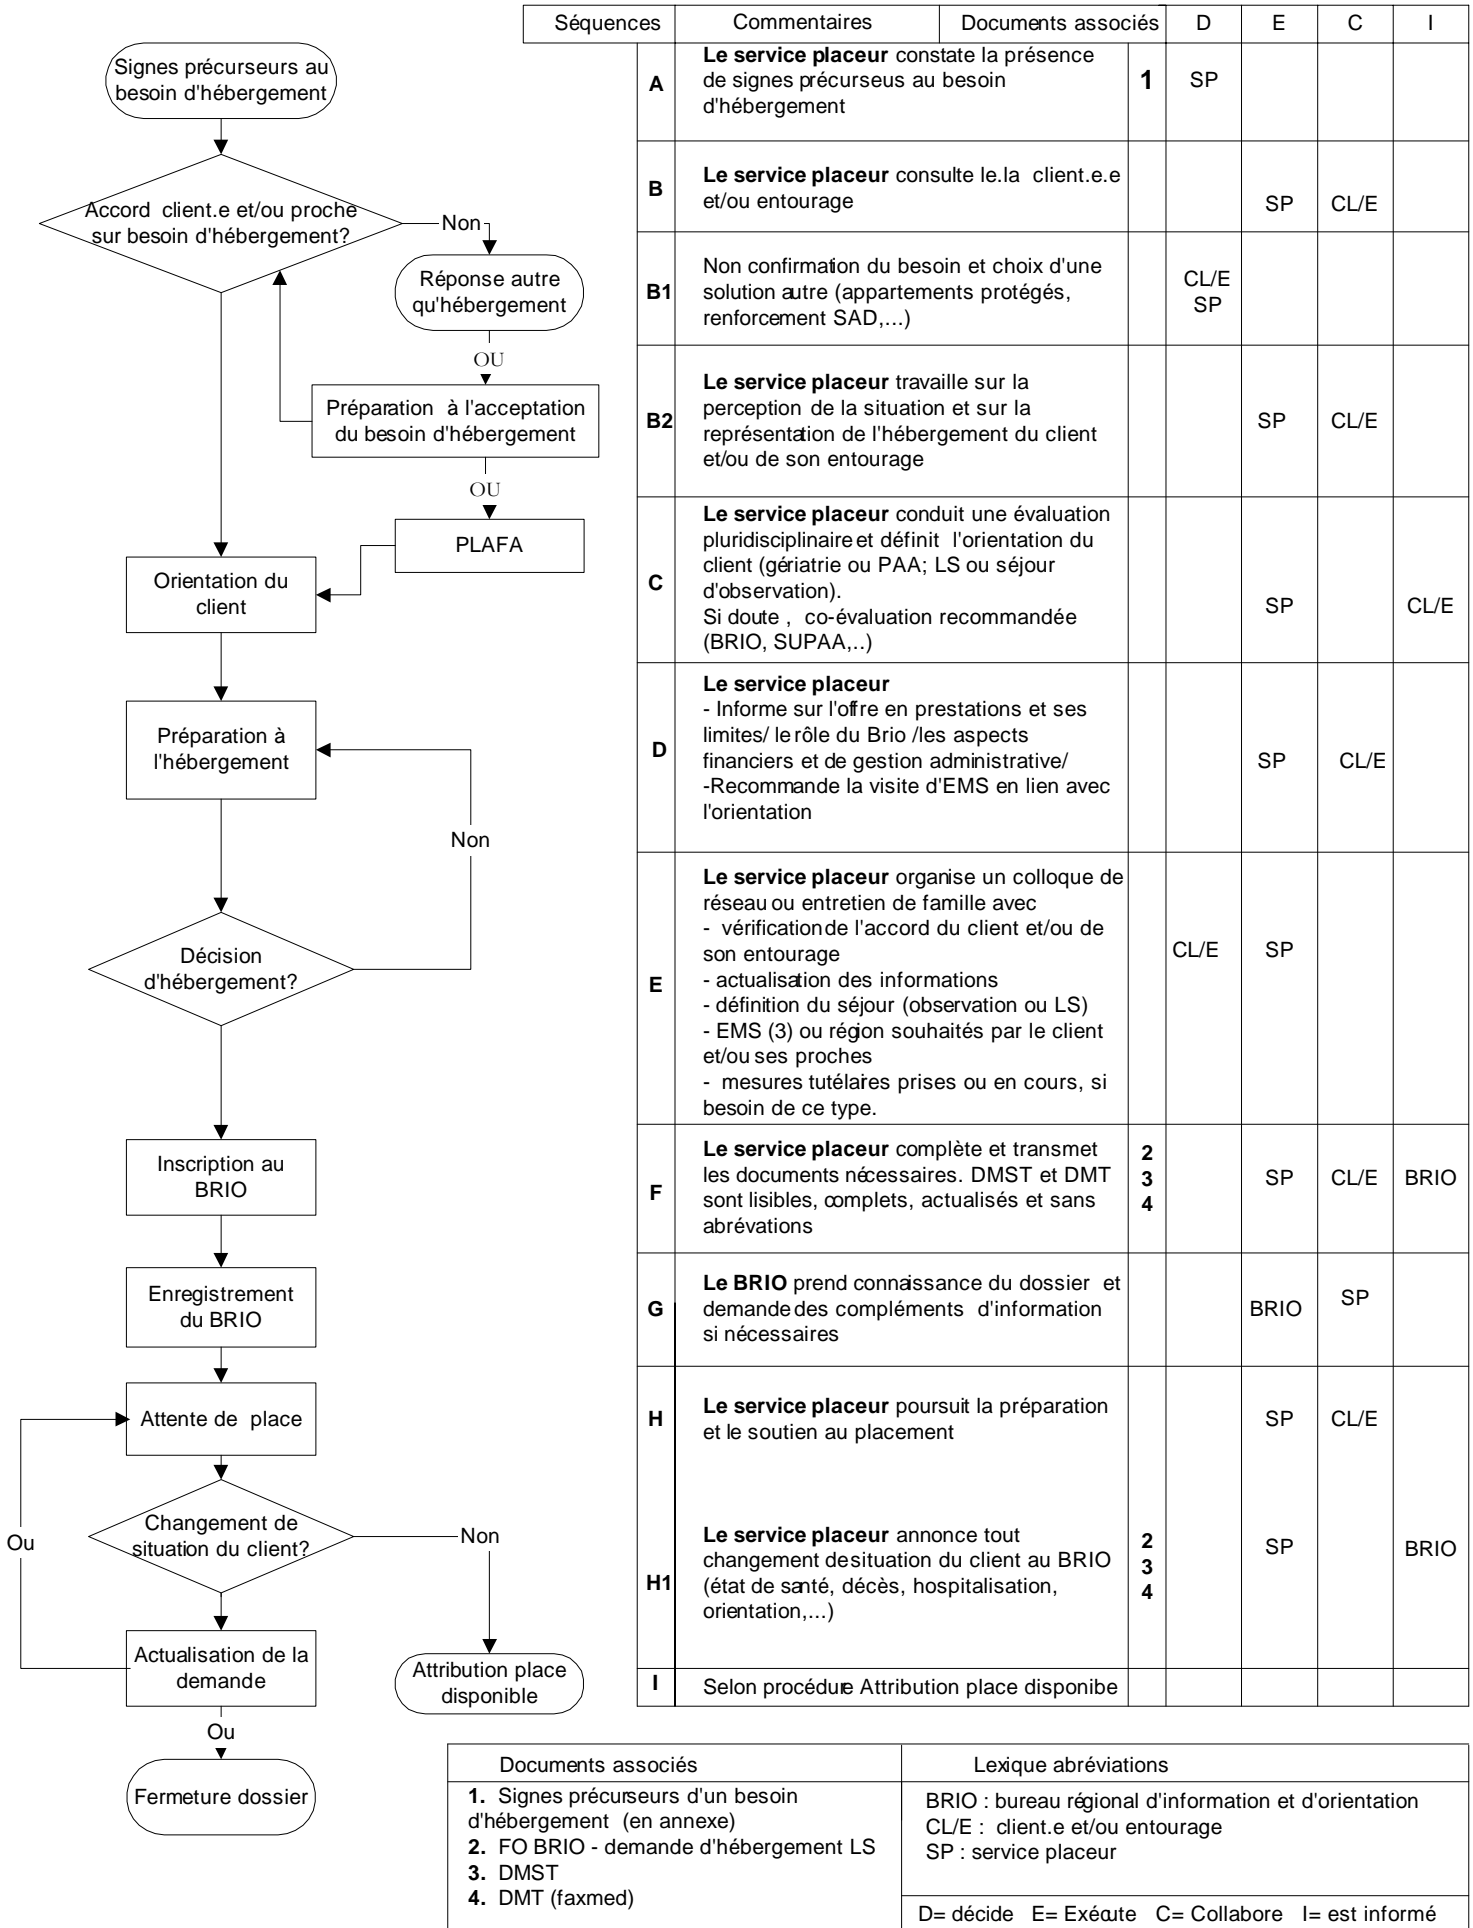 Séquences Commentaires Documents associés D E C I
Signes précurseurs au
besoin d'hébergement
Accord client.e et/ou proche
sur besoin d'hébergement?
Non
Réponse autre
qu'hébergement
OU
Préparation à l'acceptation
du besoin d'hébergement
OU
PLAFA
Orientation du
client
Préparation à
l'hébergement
Non
Décision
d'hébergement?
Inscription au
BRIO
Enregistrement
du BRIO
Attente de place
Changement de
situation du client?
Ou
Non
Actualisation de la
demande
Attribution place
disponible
Ou
Fermeture dossier
Le service placeur constate la présence
A de signes précurseus au besoin 1 SP
d'hébergement
B Le service placeur consulte le.la client.e.e
et/ou entourage SP CL/E
Non confirmation du besoin et choix d'une
B1 solution autre (appartements protégés, CL/E
renforcement SAD,...) SP
Le service placeur travaille sur la
perception de la situation et sur la
B2 représentation de l'hébergement du client SP CL/E
et/ou de son entourage
Le service placeur conduit une évaluation
pluridisciplinaire et définit l'orientation du
client (gériatrie ou PAA; LS ou séjour
C d'observation).
Si doute , co-évaluation recommandée SP CL/E
(BRIO, SUPAA,..)
Le service placeur
- Informe sur l'offre en prestations et ses
limites/ le rôle du Brio /les aspects
D financiers et de gestion administrative/ SP CL/E
-Recommande la visite d'EMS en lien avec
l'orientation
Le service placeur organise un colloque de
réseau ou entretien de famille avec
- vérification de l'accord du client et/ou de
son entourage CL/E SP
- actualisation des informations
E - définition du séjour (observation ou LS)
- EMS (3) ou région souhaités par le client
et/ou ses proches
- mesures tutélaires prises ou en cours, si
besoin de ce type.
Le service placeur complète et transmet 2
les documents nécessaires. DMST et DMT 3 SP CL/E BRIO
F sont lisibles, complets, actualisés et sans 4
abrévations
Le BRIO prend connaissance du dossier et
G demande des compléments d'information BRIO SP
si nécessaires
H Le service placeur poursuit la préparation SP CL/E
et le soutien au placement
Le service placeur annonce tout 2 SP BRIO
changement de situation du client au BRIO 3
H1 (état de santé, décès, hospitalisation, 4
orientation,...)
I Selon procédure Attribution place disponibe
Documents associés
1. Signes précurseurs d'un besoin
d'hébergement (en annexe)
2. FO BRIO - demande d'hébergement LS
3. DMST
4. DMT (faxmed)
Lexique abréviations
BRIO : bureau régional d'information et d'orientation
CL/E : client.e et/ou entourage
SP : service placeur
D= décide E= Exécute C= Collabore I= est informé